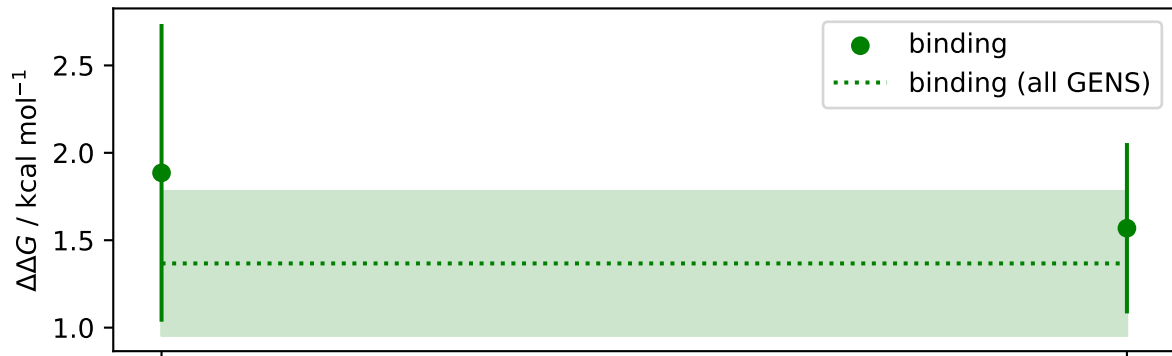 binding
binding (all GENS)
ΔΔG / kcal mol⁻¹
2.5
2.0
1.5
1.0